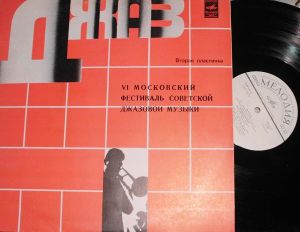 ДЖАЗ
Вторая пластинка
VI МОСКОВСКИЙ
ФЕСТИВАЛЬ СОВЕТСКОЙ
ДЖАЗОВОЙ МУЗЫКИ
МЕЛОДИЯ